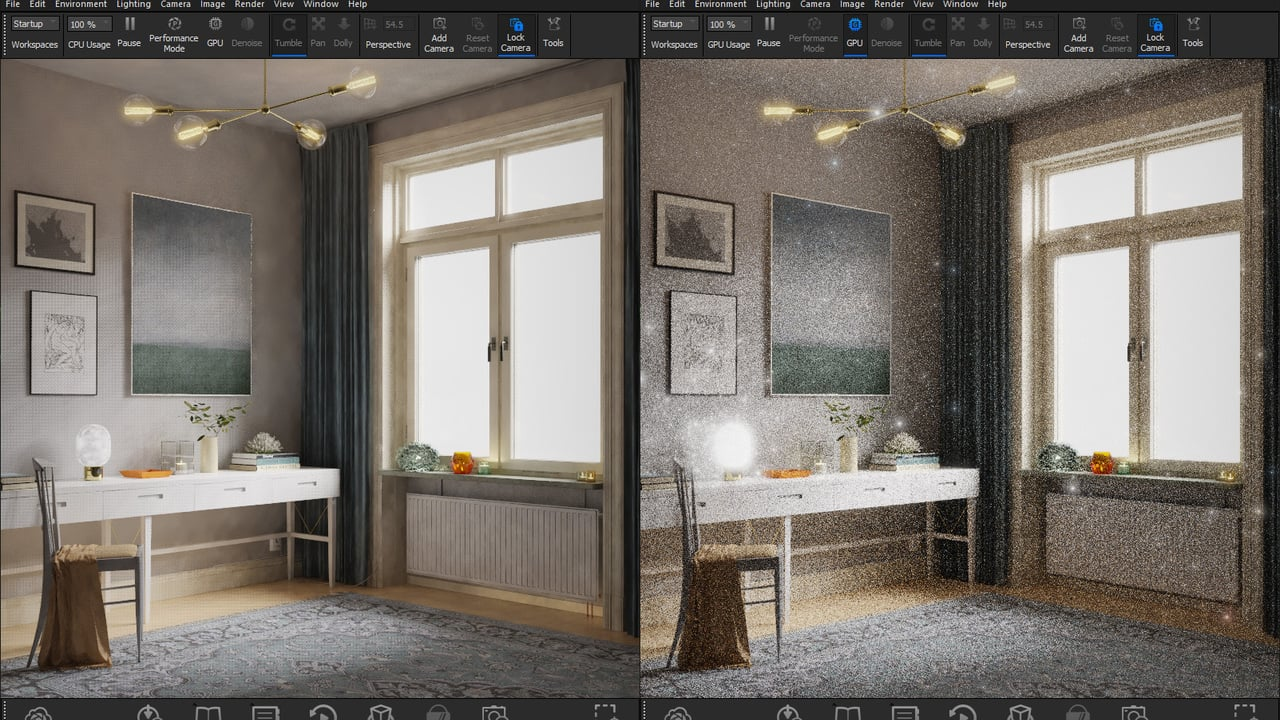 File Edit Environment Lighting Camera Image Render View Window Help
Startup 100 % 54.5
Workspaces CPU Usage Pause Performance Mode GPU Denoise Tumble Pan Dolly Perspective Add Camera Reset Camera Lock Camera Tools
File Edit Environment Lighting Camera Image Render View Window Help
Startup 100 % 54.5
Workspaces GPU Usage Pause Performance Mode GPU Denoise Tumble Pan Dolly Perspective Add Camera Reset Camera Lock Camera Tools